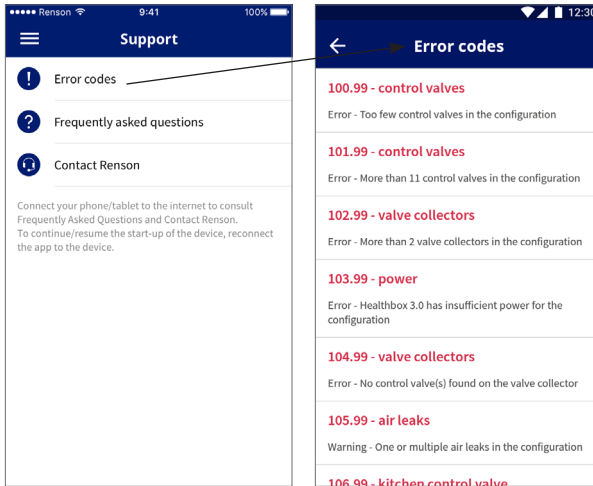 Renson 9:41 100%
Support
Error codes
Frequently asked questions
Contact Renson
Connect your phone/tablet to the internet to consult
Frequently Asked Questions and Contact Renson.
To continue/resume the start-up of the device, reconnect
the app to the device.
12:30
Error codes
100.99 - control valves
Error - Too few control valves in the configuration
101.99 - control valves
Error - More than 11 control valves in the configuration
102.99 - valve collectors
Error - More than 2 valve collectors in the configuration
103.99 - power
Error - Healthbox 3.0 has insufficient power for the
configuration
104.99 - valve collectors
Error - No control valve(s) found on the valve collector
105.99 - air leaks
Warning - One or multiple air leaks in the configuration
106.99 - kitchen control valve